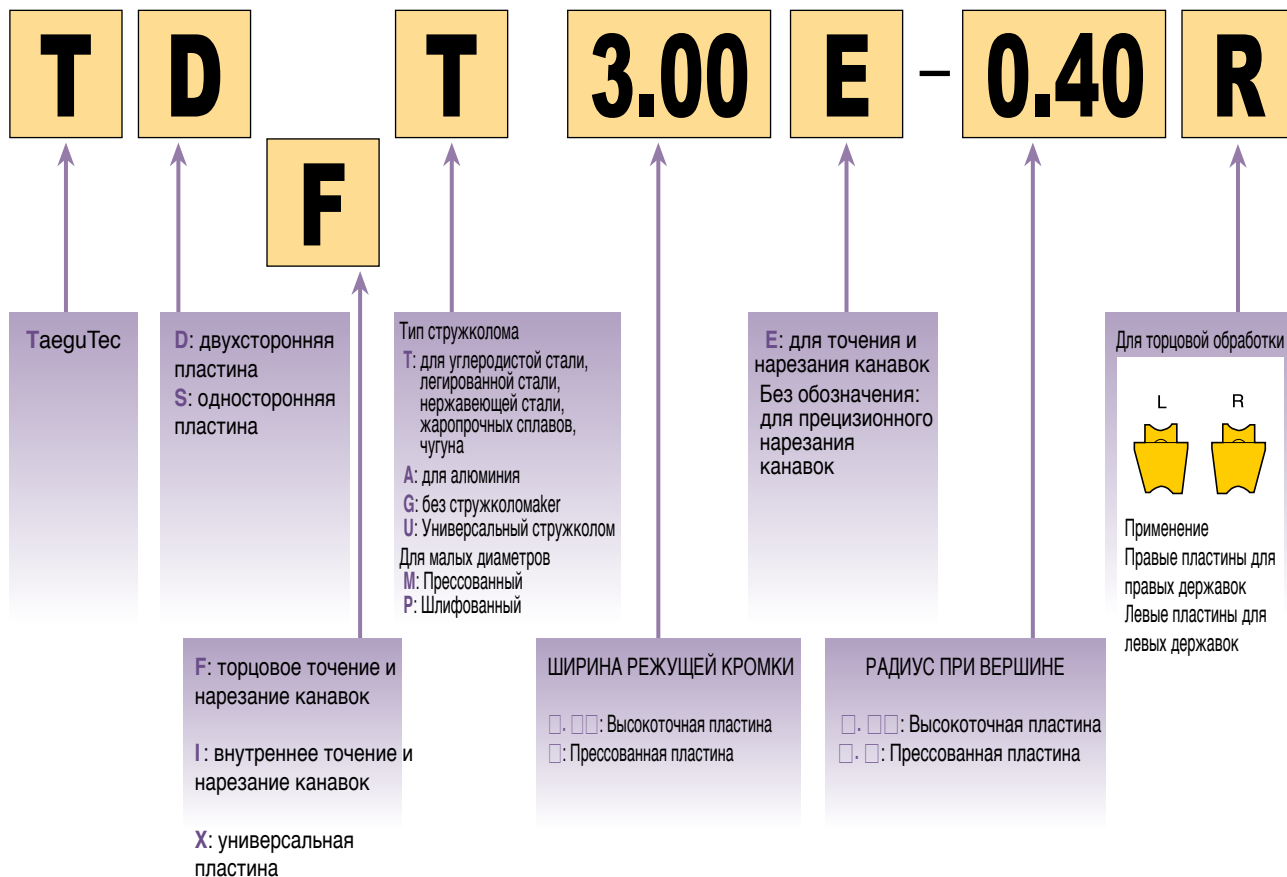 T D F T 3.00 E – 0.40 R
TaeguTec
D: двухсторонняя
пластина
S: односторонняя
пластина
Тип стружколома
T: для углеродистой стали,
легированной стали,
нержавеющей стали,
жаропрочных сплавов,
чугуна
A: для алюминия
G: без стружколомaker
U: Универсальный стружколом
Для малых диаметров
M: Прессованный
P: Шлифованный
E: для точения и
нарезания канавок
Без обозначения:
для прецизионного
нарезания
канавок
Для торцовой обработки
L R
Применение
Правые пластины для
правых державок
Левые пластины для
левых державок
F: торцовое точение и
нарезание канавок
I: внутреннее точение и
нарезание канавок
X: универсальная
пластина
ШИРИНА РЕЖУЩЕЙ КРОМКИ
□.□□: Высокоточная пластина
□: Прессованная пластина
РАДИУС ПРИ ВЕРШИНЕ
□.□□: Высокоточная пластина
□.□: Прессованная пластина